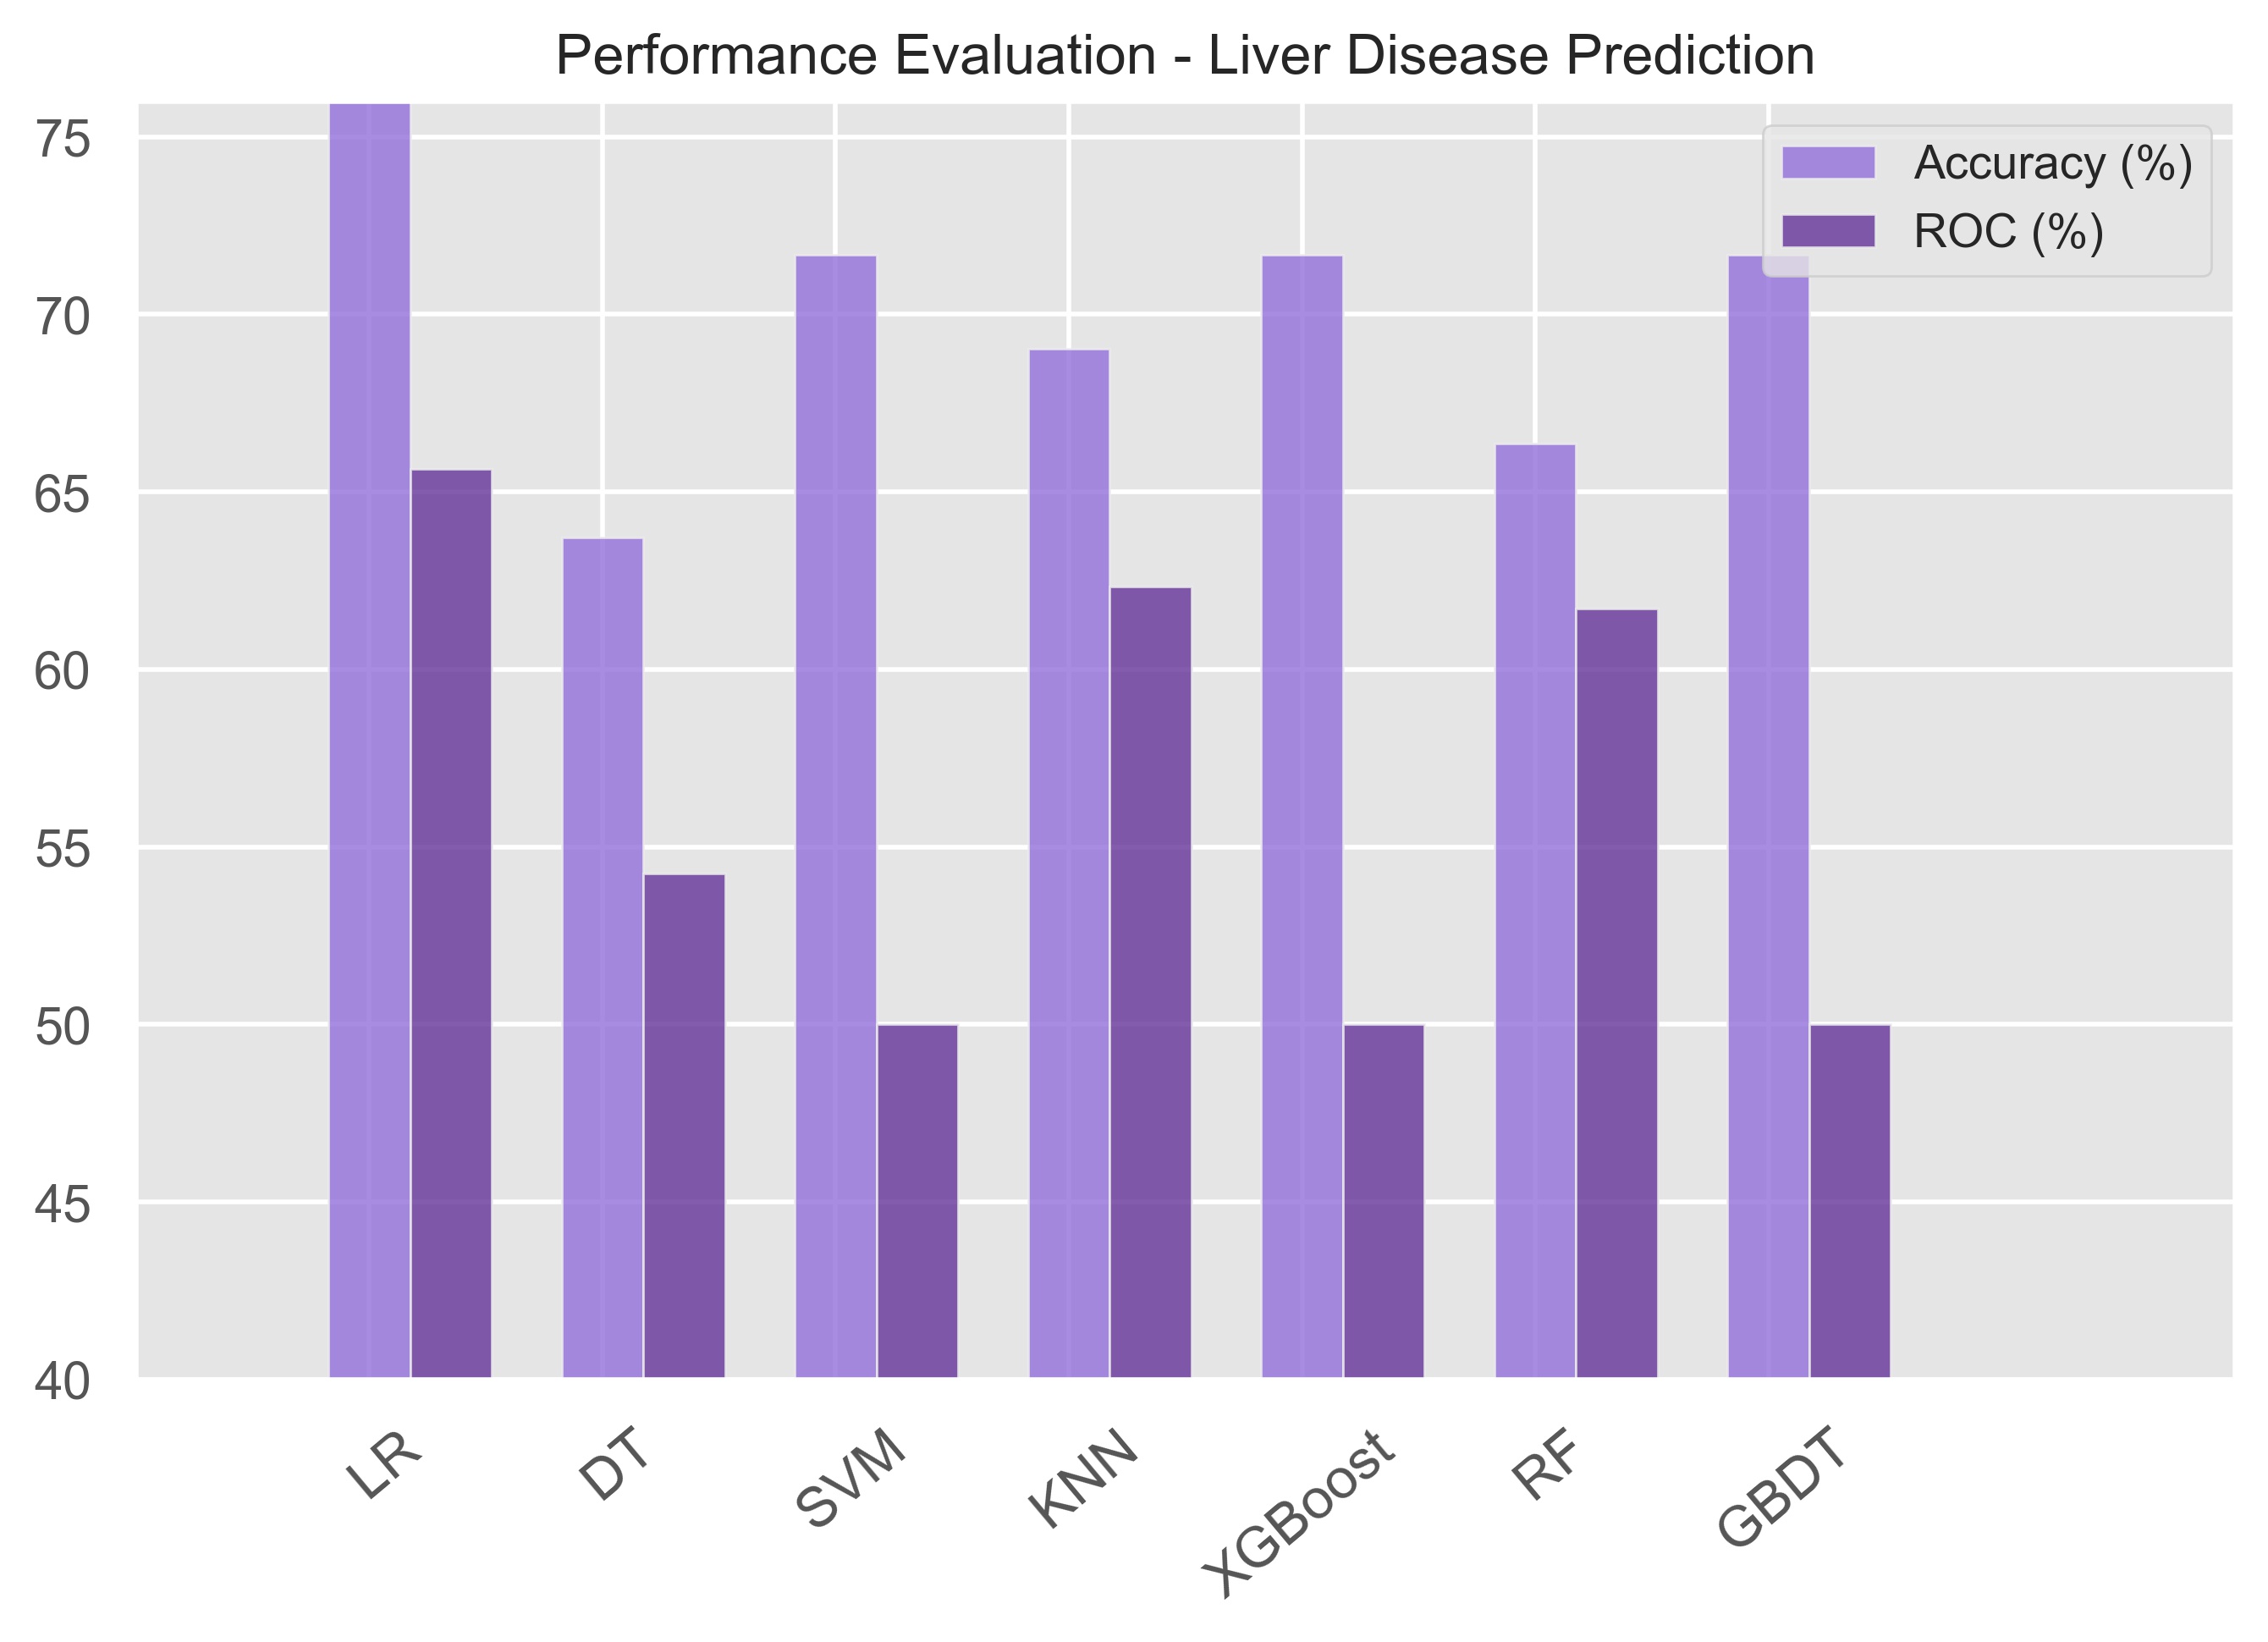 Performance Evaluation - Liver Disease Prediction
75
70
65
60
55
50
45
40
Accuracy (%)
ROC (%)
LR
DT
SVM
KNN
XGBoost
RF
GBDT